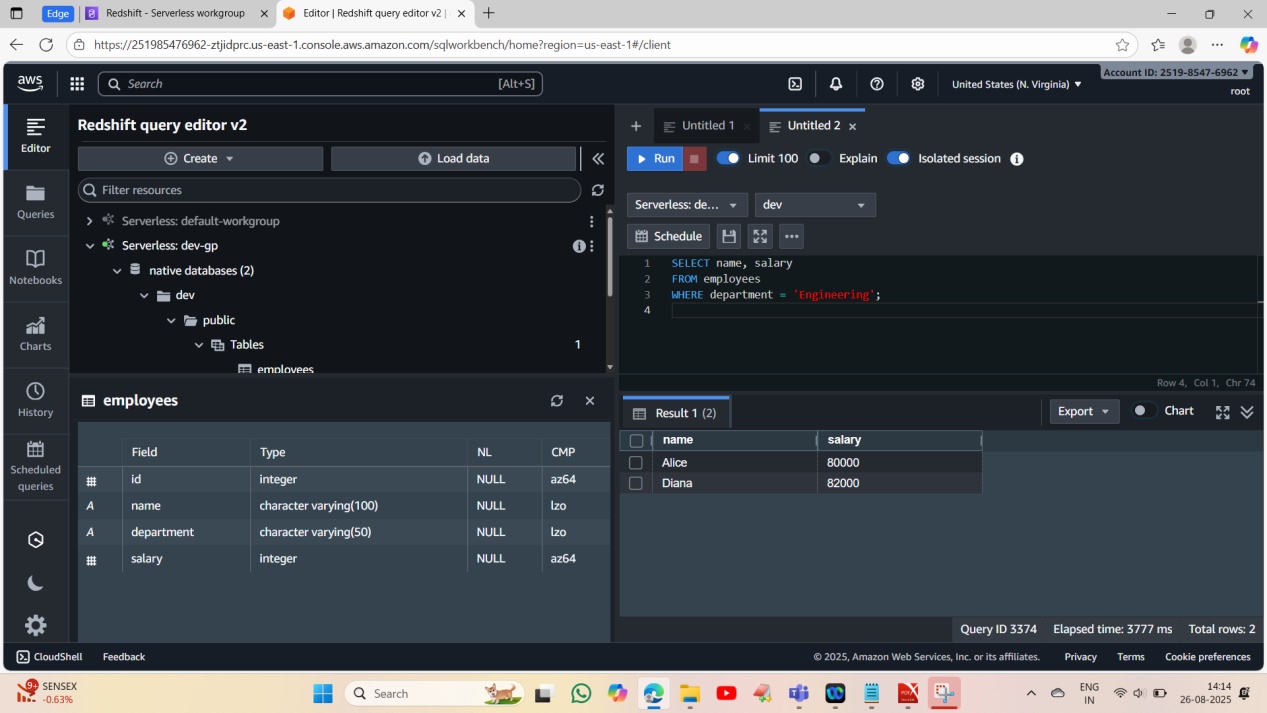 Edge
Redshift - Serverless workgroup
Editor | Redshift query editor v2 |
https://251985476962-ztjidprc.us-east-1.console.aws.amazon.com/sqlworkbench/home?region=us-east-1#/client
aws
Search [Alt+S]
United States (N. Virginia)
Account ID: 2519-8547-6962
root
Editor
Queries
Notebooks
Charts
History
Scheduled
queries
Redshift query editor v2
Create
Load data
Filter resources
Serverless: default-workgroup
Serverless: dev-gp
native databases (2)
dev
public
Tables 1
employees
employees
Field Type NL CMP
id integer NULL az64
name character varying(100) NULL lzo
department character varying(50) NULL lzo
salary integer NULL az64
Untitled 1
Untitled 2
Run Limit 100 Explain Isolated session
Serverless: de... dev
Schedule
1 SELECT name, salary
2 FROM employees
3 WHERE department = 'Engineering';
4
Row 4, Col 1, Chr 74
Result 1 (2)
Export Chart
name salary
Alice 80000
Diana 82000
Query ID 3374 Elapsed time: 3777 ms Total rows: 2
CloudShell Feedback © 2025, Amazon Web Services, Inc. or its affiliates. Privacy Terms Cookie preferences
9+
SENSEX
-0.63%
Search
ENG
IN
14:14
26-08-2025